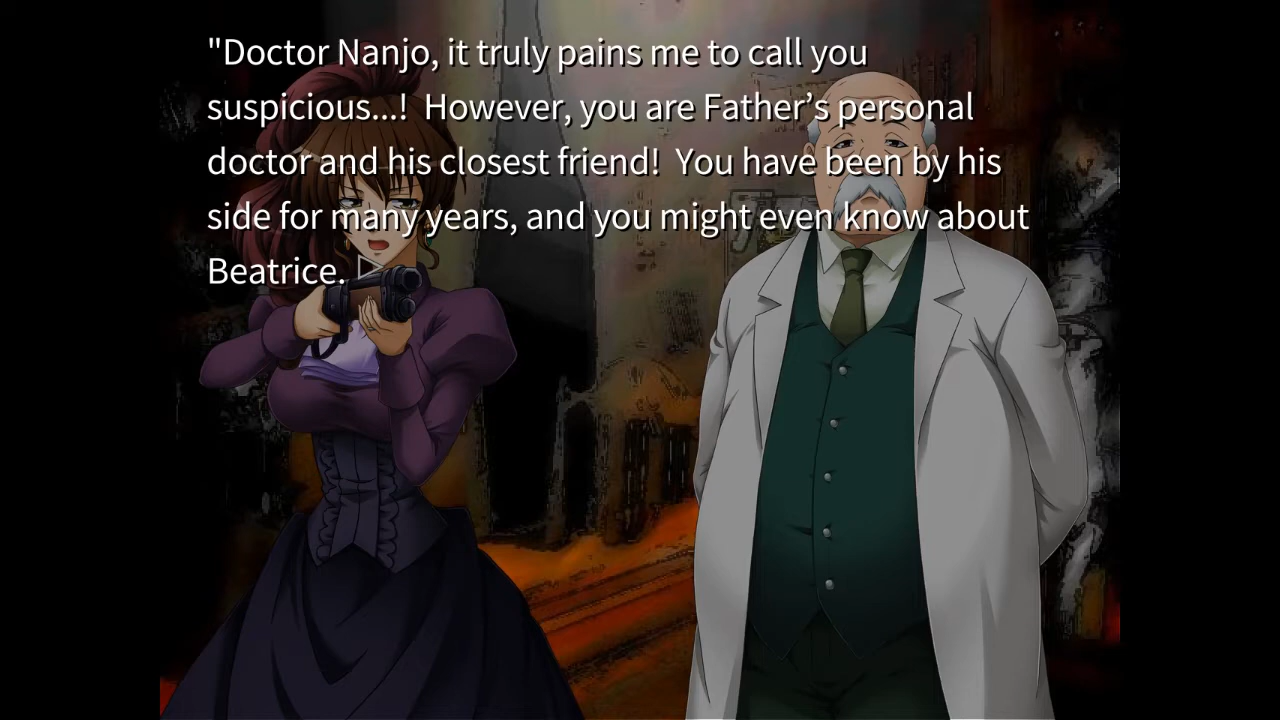 "Doctor Nanjo, it truly pains me to call you
suspicious...!  However, you are Father’s personal
doctor and his closest friend!  You have been by his
side for many years, and you might even know about
Beatrice.